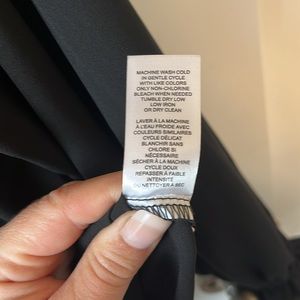 MACHINE WASH COLD
IN GENTLE CYCLE
WITH LIKE COLORS
ONLY NON-CHLORINE
BLEACH WHEN NEEDED
TUMBLE DRY LOW
LOW IRON
OR DRY CLEAN
LAVER À LA MACHINE
À L'EAU FROIDE AVEC
COULEURS SIMILAIRES
CYCLE DÉLICAT
BLANCHIR SANS
CHLORE SI
NÉCESSAIRE
SÉCHER À LA MACHINE
CYCLE DOUX
REPASSER À FAIBLE
INTENSITÉ
OU NETTOYER À SEC